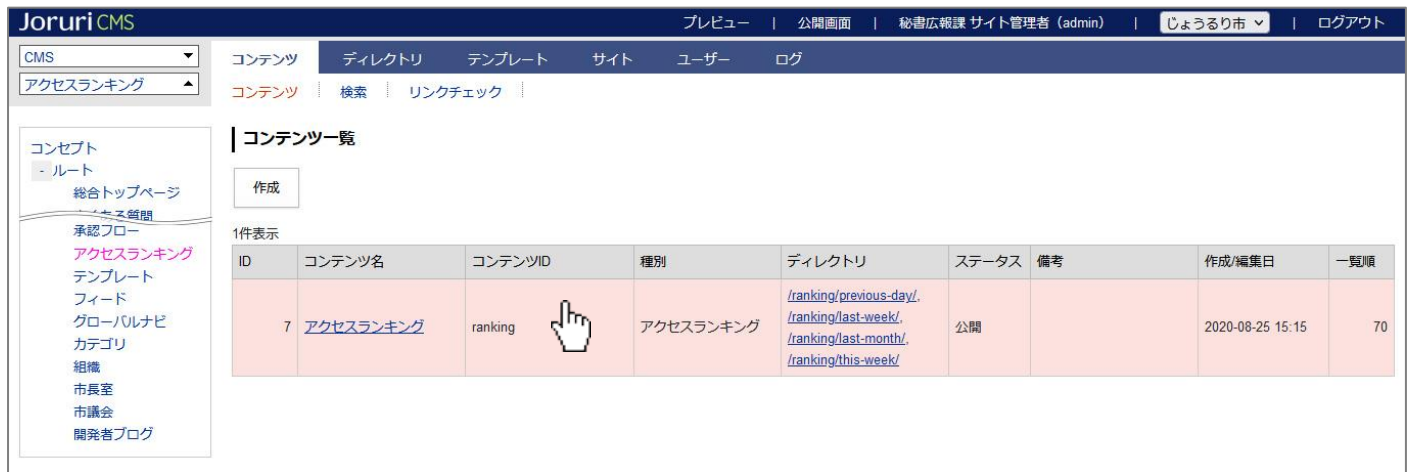 Joruri CMS
プレビュー | 公開画面 | 秘書広報課 サイト管理者（admin） | じょうるり市 | ログアウト
CMS
アクセスランキング
コンテンツ ディレクトリ テンプレート サイト ユーザー ログ
コンテンツ 検索 リンクチェック
コンセプト
- ルート
総合トップページ
よくある質問
承認フロー
アクセスランキング
テンプレート
フィード
グローバルナビ
カテゴリ
組織
市長室
市議会
開発者ブログ
コンテンツ一覧
作成
1件表示
ID コンテンツ名 コンテンツID 種別 ディレクトリ ステータス 備考 作成/編集日 一覧順
7 アクセスランキング ranking アクセスランキング /ranking/previous-day/, 公開 2020-08-25 15:15 70
/ranking/last-week/,
/ranking/last-month/,
/ranking/this-week/